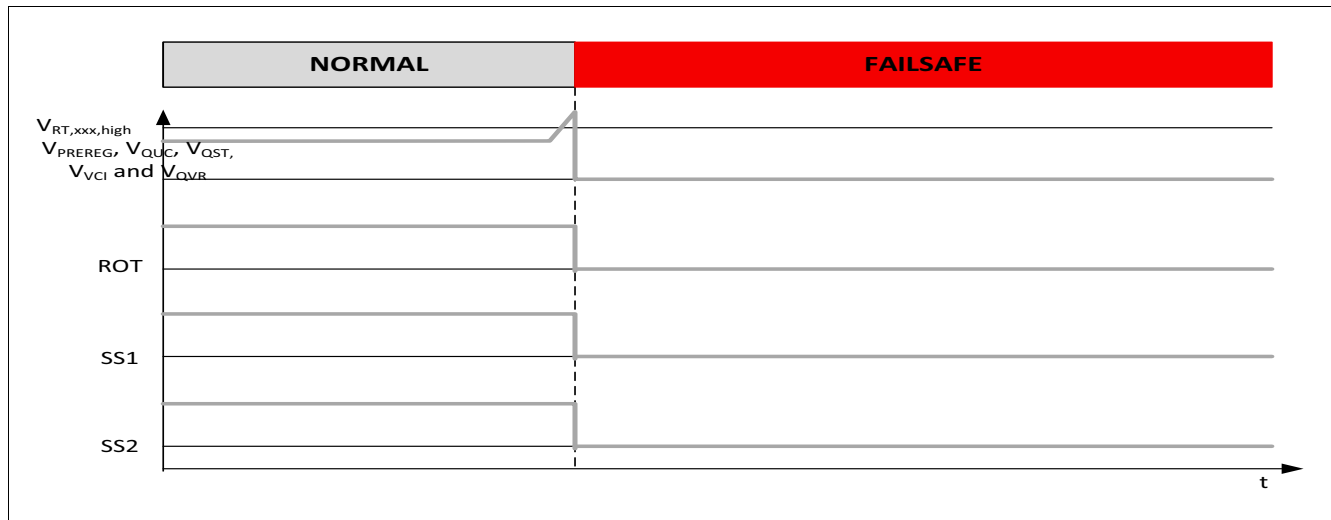 NORMAL FAILSAFE
VRT,xxx,high
VPREREG, VQUC, VQST,
VVCI and VQVR
ROT
SS1
SS2
t